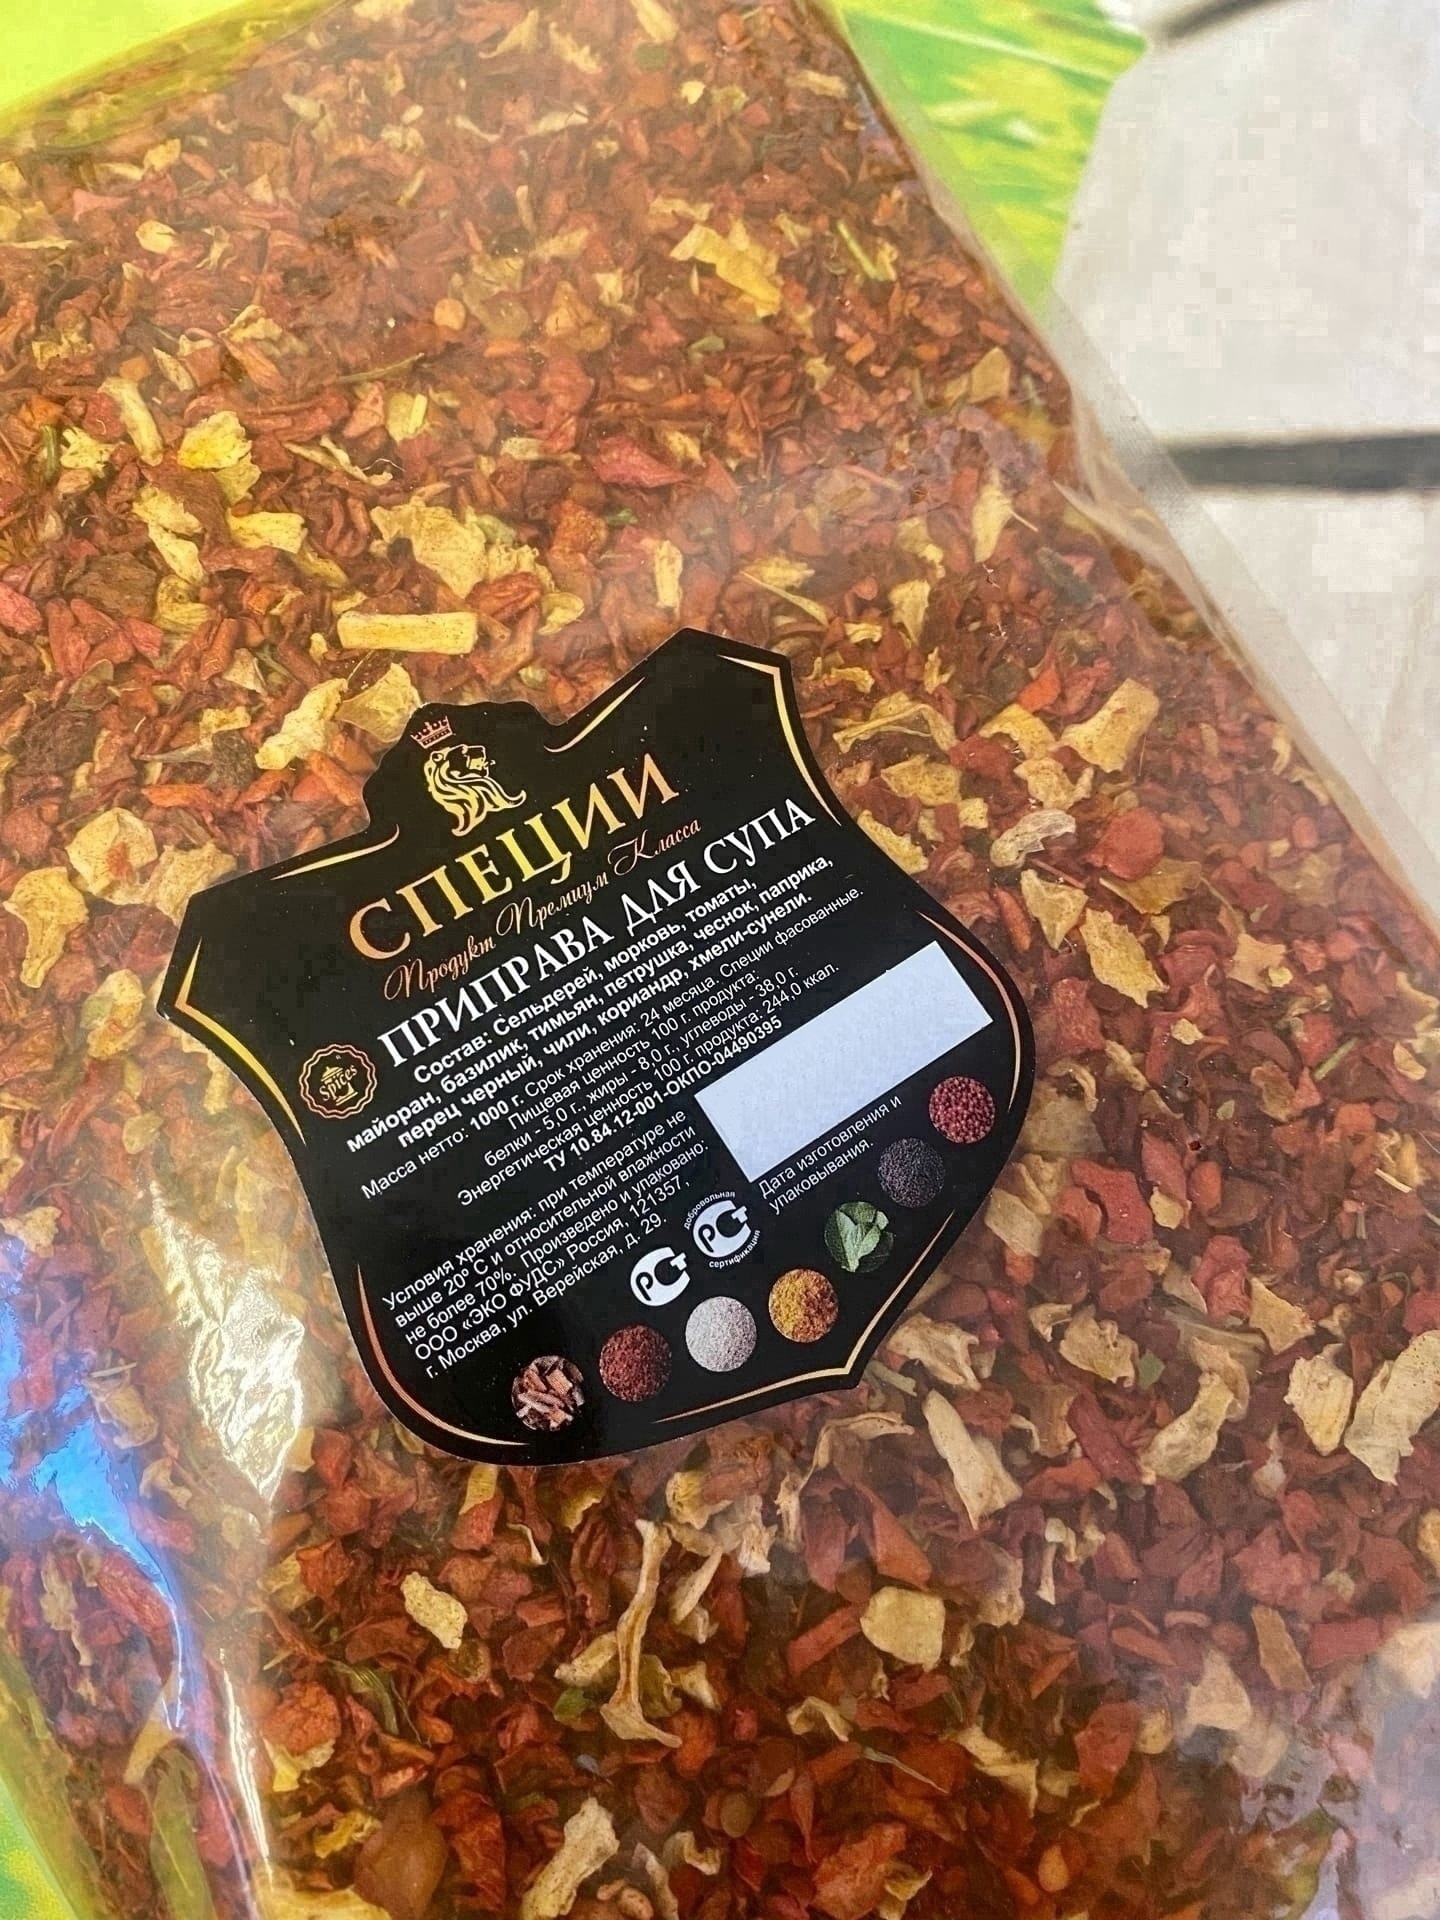 СПЕЦИИ
Продукт Премиум Класса
ПРИПРАВА ДЛЯ СУПА
Состав: Сельдерей, морковь, томаты,
майоран, базилик, тимьян, петрушка, чеснок, паприка,
перец черный, чили, кориандр, хмели-сунели.
Масса нетто: 1000 г. Срок хранения: 24 месяца. Специи фасованные.
Пищевая ценность 100 г. продукта:
белки - 5,0 г., жиры - 8,0 г., углеводы - 38,0 г.
Энергетическая ценность 100 г. продукта: 244,0 ккал.
ТУ 10.84.12-001-ОКПО-04490395
Spices
Условия хранения: при температуре не
выше 20° С и относительной влажности
не более 70%. Произведено и упаковано:
ООО «ЭКО ФУДС» Россия, 121357,
г. Москва, ул. Верейская, д. 29.
Дата изготовления и
упаковывания.
РСТ
добровольная
РСТ
сертификация